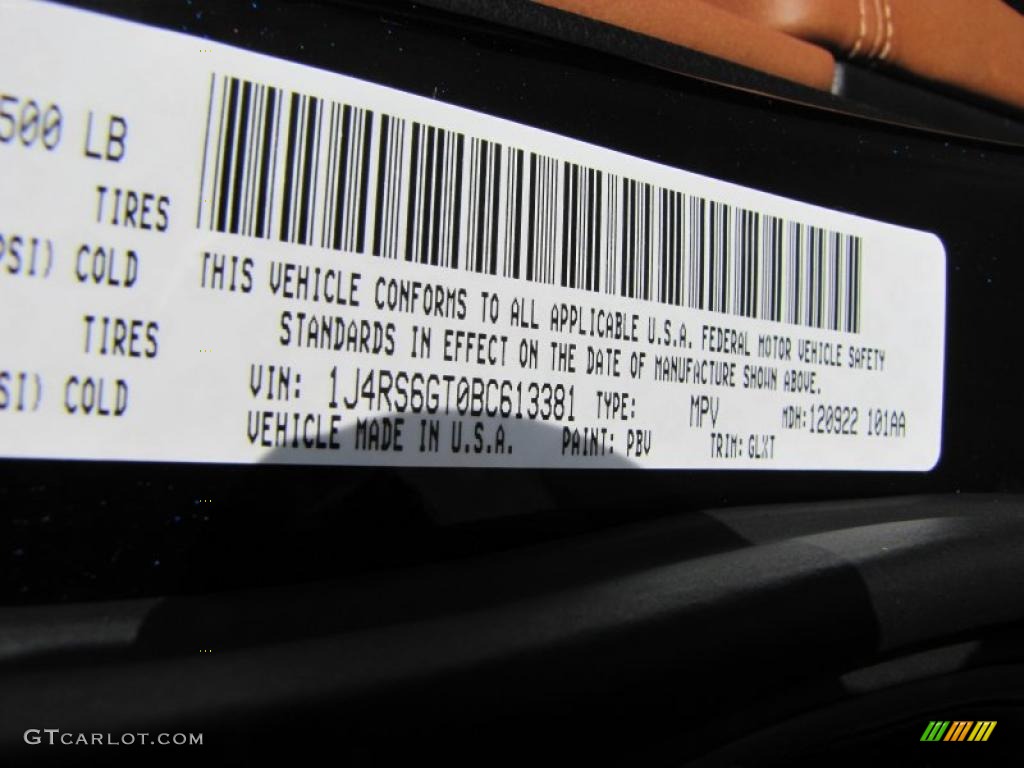 500 LB
TIRES
PSI) COLD
TIRES
SI) COLD
THIS VEHICLE CONFORMS TO ALL APPLICABLE U.S.A. FEDERAL MOTOR VEHICLE SAFETY
STANDARDS IN EFFECT ON THE DATE OF MANUFACTURE SHOWN ABOVE.
VIN: 1J4RS6GT0BC613381 TYPE: MPV MDH:120922 101AA
VEHICLE MADE IN U.S.A. PAINT: PBV TRIM: GLXT
GTCARLOT.COM